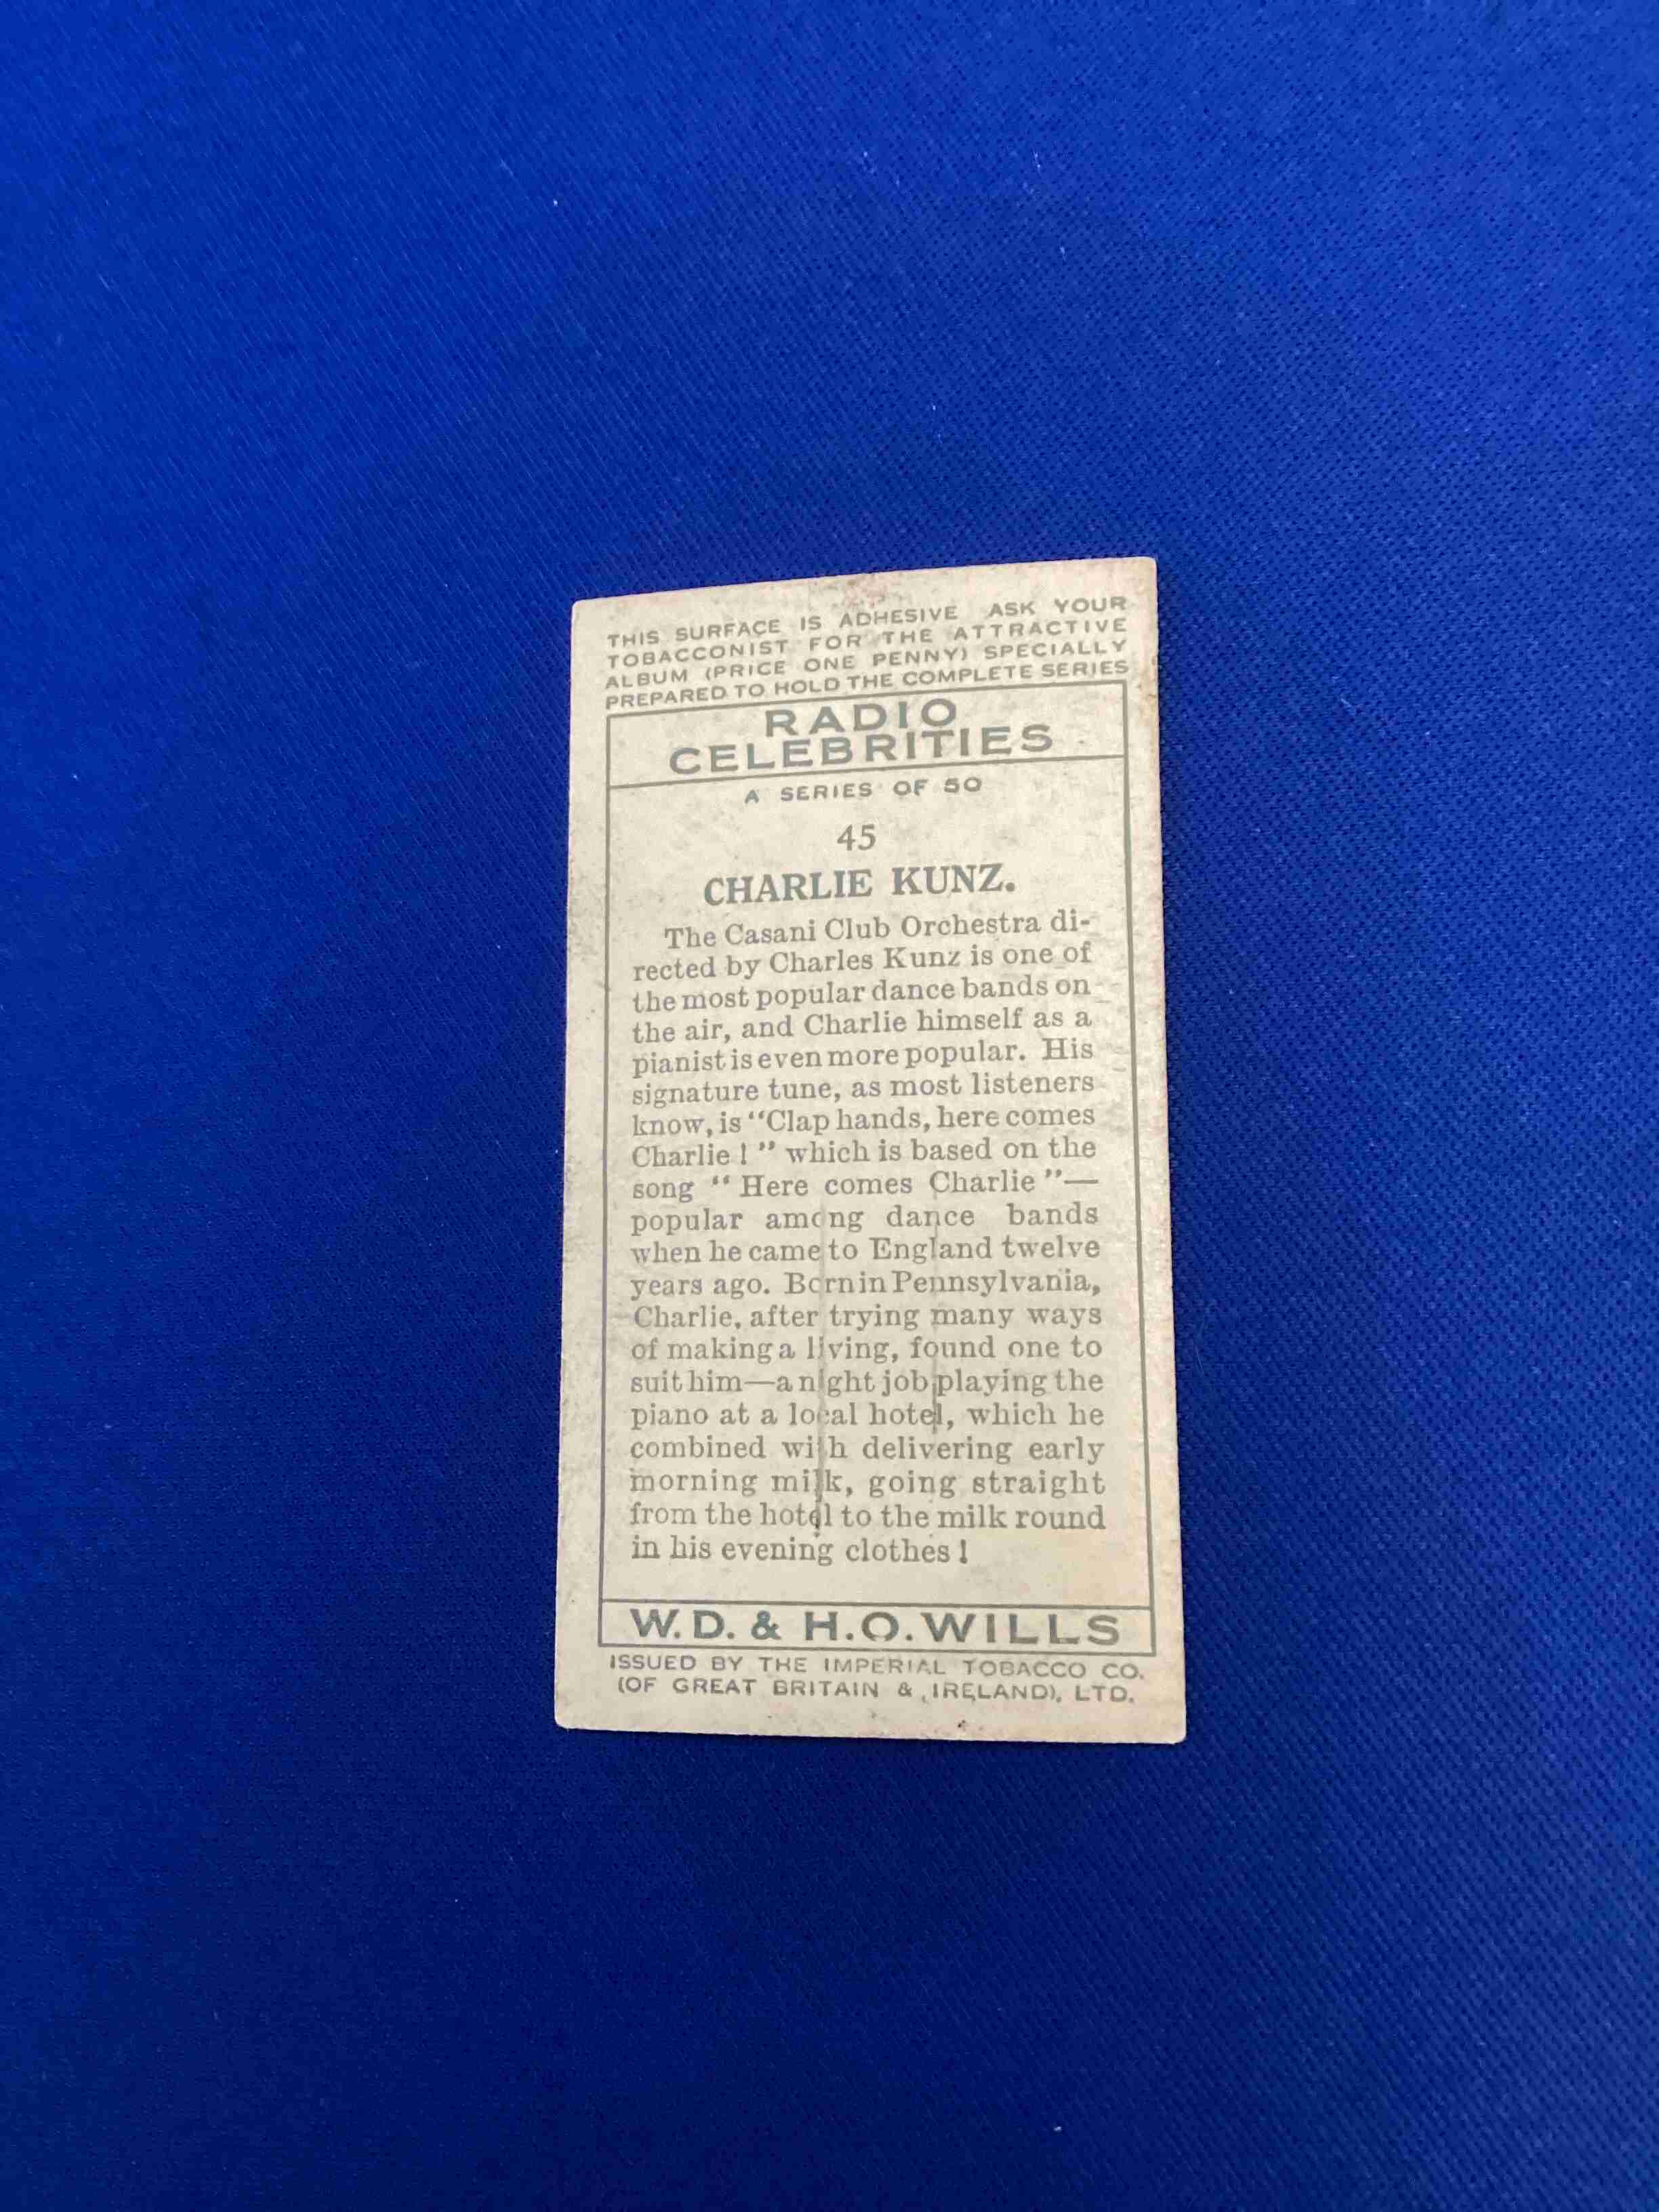 THIS SURFACE IS ADHESIVE ASK YOUR
TOBACCONIST FOR THE ATTRACTIVE
ALBUM (PRICE ONE PENNY) SPECIALLY
PREPARED TO HOLD THE COMPLETE SERIES
RADIO
CELEBRITIES
A SERIES OF 50
45
CHARLIE KUNZ.
The Casani Club Orchestra di-
rected by Charles Kunz is one of
the most popular dance bands on
the air, and Charlie himself as a
pianist is even more popular. His
signature tune, as most listeners
know, is "Clap hands, here comes
Charlie!" which is based on the
song "Here comes Charlie"—
popular among dance bands
when he came to England twelve
years ago. Born in Pennsylvania,
Charlie, after trying many ways
of making a living, found one to
suit him—a night job playing the
piano at a local hotel, which he
combined with delivering early
morning milk, going straight
from the hotel to the milk round
in his evening clothes!
W.D. & H.O. WILLS
ISSUED BY THE IMPERIAL TOBACCO CO.
(OF GREAT BRITAIN & IRELAND), LTD.